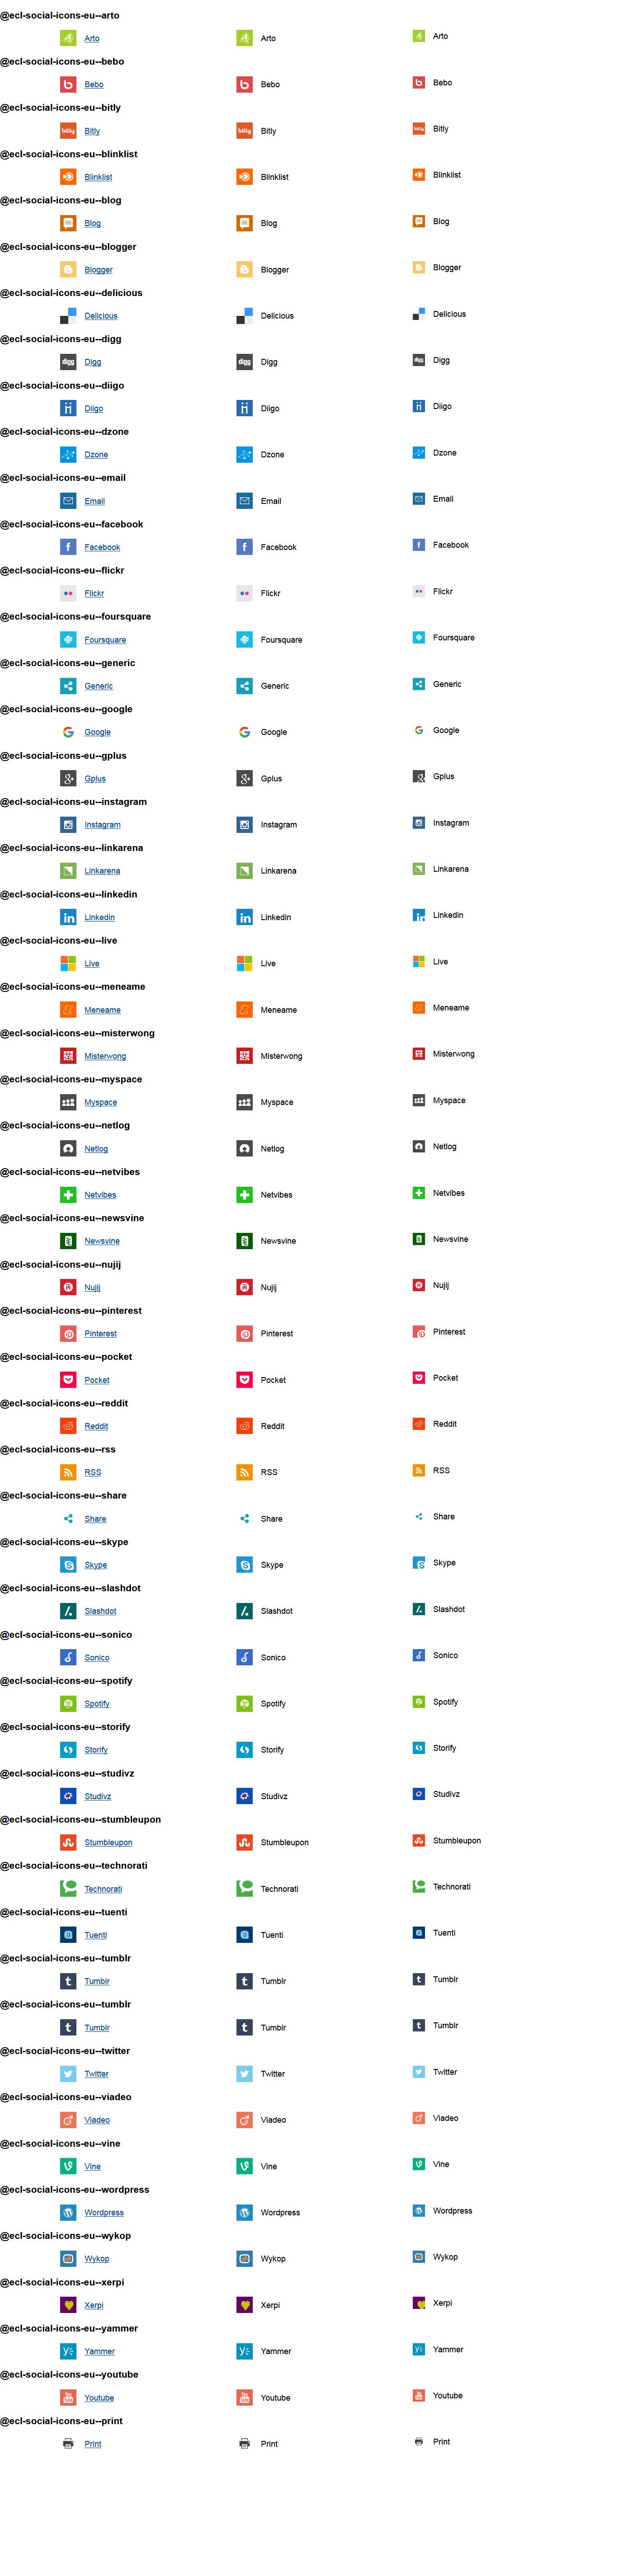 @ecl-social-icons-eu--arto
Arto Arto Arto
@ecl-social-icons-eu--bebo
Bebo Bebo Bebo
@ecl-social-icons-eu--bitly
Bitly Bitly Bitly
@ecl-social-icons-eu--blinklist
Blinklist Blinklist Blinklist
@ecl-social-icons-eu--blog
Blog Blog Blog
@ecl-social-icons-eu--blogger
Blogger Blogger Blogger
@ecl-social-icons-eu--delicious
Delicious Delicious Delicious
@ecl-social-icons-eu--digg
Digg Digg Digg
@ecl-social-icons-eu--diigo
Diigo Diigo Diigo
@ecl-social-icons-eu--dzone
Dzone Dzone Dzone
@ecl-social-icons-eu--email
Email Email Email
@ecl-social-icons-eu--facebook
Facebook Facebook Facebook
@ecl-social-icons-eu--flickr
Flickr Flickr Flickr
@ecl-social-icons-eu--foursquare
Foursquare Foursquare Foursquare
@ecl-social-icons-eu--generic
Generic Generic Generic
@ecl-social-icons-eu--google
Google Google Google
@ecl-social-icons-eu--gplus
Gplus Gplus Gplus
@ecl-social-icons-eu--instagram
Instagram Instagram Instagram
@ecl-social-icons-eu--linkarena
Linkarena Linkarena Linkarena
@ecl-social-icons-eu--linkedin
Linkedin Linkedin Linkedin
@ecl-social-icons-eu--live
Live Live Live
@ecl-social-icons-eu--meneame
Meneame Meneame Meneame
@ecl-social-icons-eu--misterwong
Misterwong Misterwong Misterwong
@ecl-social-icons-eu--myspace
Myspace Myspace Myspace
@ecl-social-icons-eu--netlog
Netlog Netlog Netlog
@ecl-social-icons-eu--netvibes
Netvibes Netvibes Netvibes
@ecl-social-icons-eu--newsvine
Newsvine Newsvine Newsvine
@ecl-social-icons-eu--nujij
Nujij Nujij Nujij
@ecl-social-icons-eu--pinterest
Pinterest Pinterest Pinterest
@ecl-social-icons-eu--pocket
Pocket Pocket Pocket
@ecl-social-icons-eu--reddit
Reddit Reddit Reddit
@ecl-social-icons-eu--rss
RSS RSS RSS
@ecl-social-icons-eu--share
Share Share Share
@ecl-social-icons-eu--skype
Skype Skype Skype
@ecl-social-icons-eu--slashdot
Slashdot Slashdot Slashdot
@ecl-social-icons-eu--sonico
Sonico Sonico Sonico
@ecl-social-icons-eu--spotify
Spotify Spotify Spotify
@ecl-social-icons-eu--storify
Storify Storify Storify
@ecl-social-icons-eu--studivz
Studivz Studivz Studivz
@ecl-social-icons-eu--stumbleupon
Stumbleupon Stumbleupon Stumbleupon
@ecl-social-icons-eu--technorati
Technorati Technorati Technorati
@ecl-social-icons-eu--tuenti
Tuenti Tuenti Tuenti
@ecl-social-icons-eu--tumblr
Tumblr Tumblr Tumblr
@ecl-social-icons-eu--tumblr
Tumblr Tumblr Tumblr
@ecl-social-icons-eu--twitter
Twitter Twitter Twitter
@ecl-social-icons-eu--viadeo
Viadeo Viadeo Viadeo
@ecl-social-icons-eu--vine
Vine Vine Vine
@ecl-social-icons-eu--wordpress
Wordpress Wordpress Wordpress
@ecl-social-icons-eu--wykop
Wykop Wykop Wykop
@ecl-social-icons-eu--xerpi
Xerpi Xerpi Xerpi
@ecl-social-icons-eu--yammer
Yammer Yammer Yammer
@ecl-social-icons-eu--youtube
Youtube Youtube Youtube
@ecl-social-icons-eu--print
Print Print Print